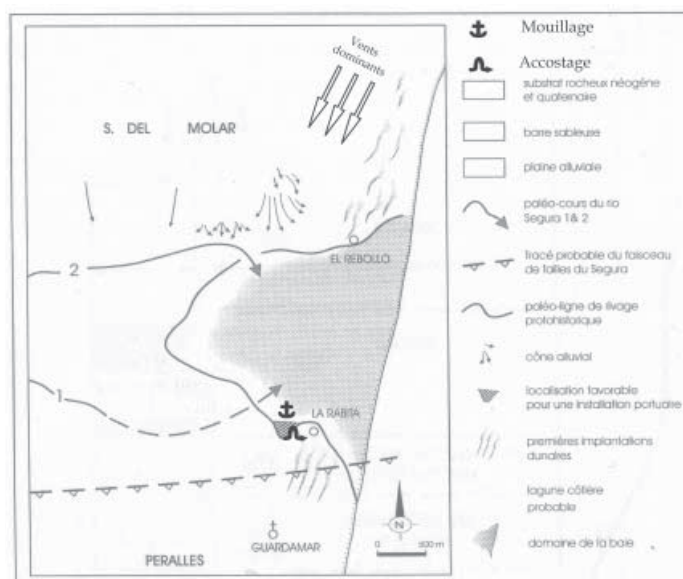 Vents
dominants
S. DEL MOLAR
2
EL REBOLLO
1
LA RABITA
GUARDAMAR
PERALLES
N
0 500 m
Mouillage
Accostage
substrat rocheux néogène
et quaternaire
barre sableuse
plaine alluviale
paléo-cours du rio
Segura 1 & 2
Tracé probable du faisceau
de failles du Segura
paléo-ligne de rivage
protohistorique
cône alluvial
localisation favorable
pour une installation portuaire
premières implantations
dunaires
lagune côtière
probable
domaine de la baie